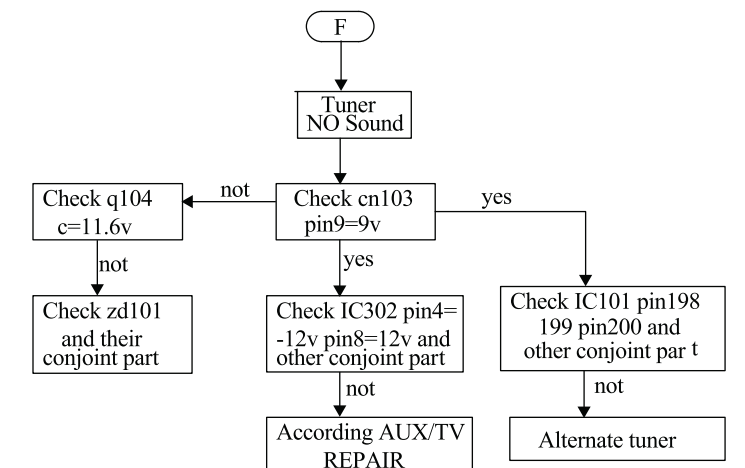 F
Tuner
NO Sound
Check q104
c=11.6v
not
Check cn103
pin9=9v
yes
not
Check zd101
and their
conjoint part
yes
Check IC302 pin4=
-12v pin8=12v and
other conjoint part
Check IC101 pin198
199 pin200 and
other conjoint par t
not
According AUX/TV
REPAIR
not
Alternate tuner